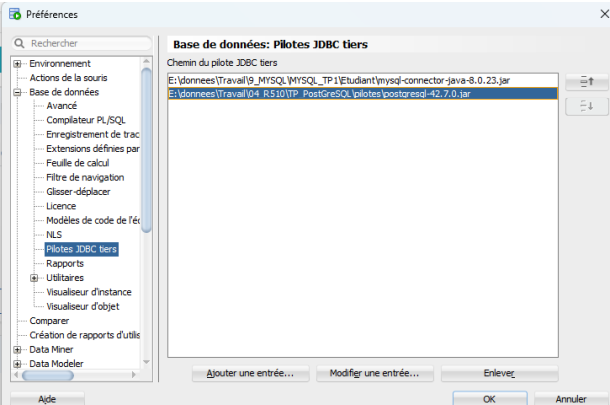 Préférences
Rechercher
Environnement
Actions de la souris
Base de données
Avancé
Compilateur PL/SQL
Enregistrement de trac
Extensions définies par
Feuille de calcul
Filtre de navigation
Glisser-déplacer
Licence
Modèles de code de l'éc
NLS
Pilotes JDBC tiers
Rapports
Utilitaires
Visualiseur d'instance
Visualiseur d'objet
Comparer
Création de rapports d'utilis
Data Miner
Data Modeler
Base de données: Pilotes JDBC tiers
Chemin du pilote JDBC tiers
E:\donnees\Travail\9_MYSQL\MYSQL_TP1\Etudiant\mysql-connector-java-8.0.23.jar
E:\donnees\Travail\04_R510\TP_PostGreSQL\pilotes\postgresql-42.7.0.jar
Ajouter une entrée...
Modifier une entrée...
Enlever
Aide
OK
Annuler